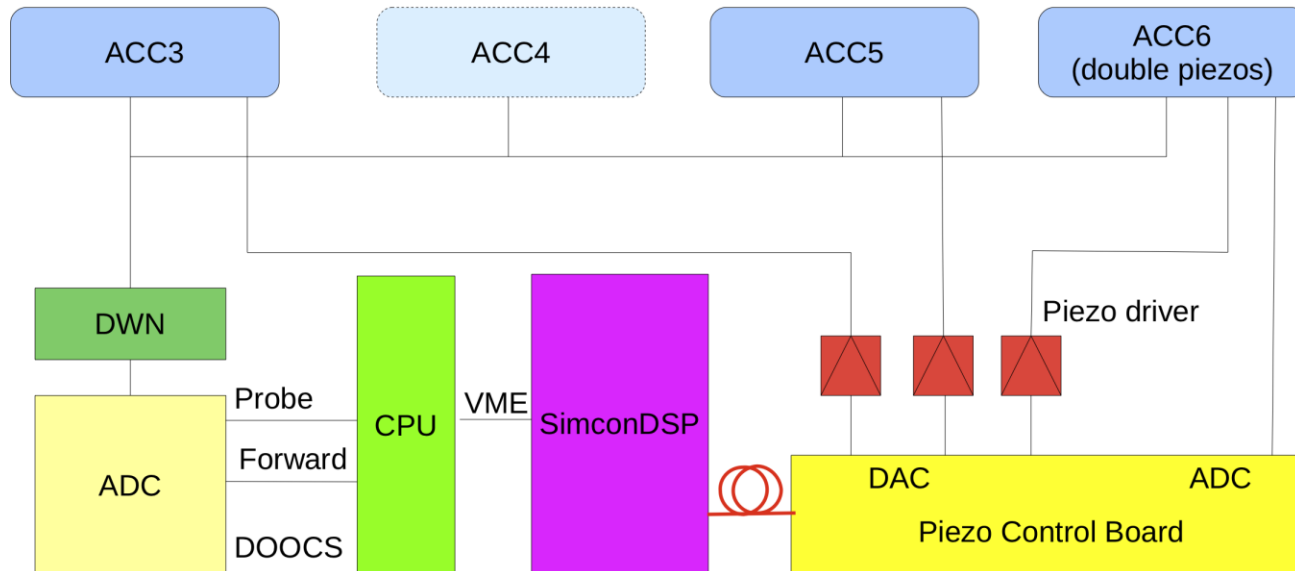 ACC3
ACC4
ACC5
ACC6
(double piezos)
DWN
Piezo driver
Probe
CPU
VME
SimconDSP
Forward
ADC
DOOCS
DAC
ADC
Piezo Control Board